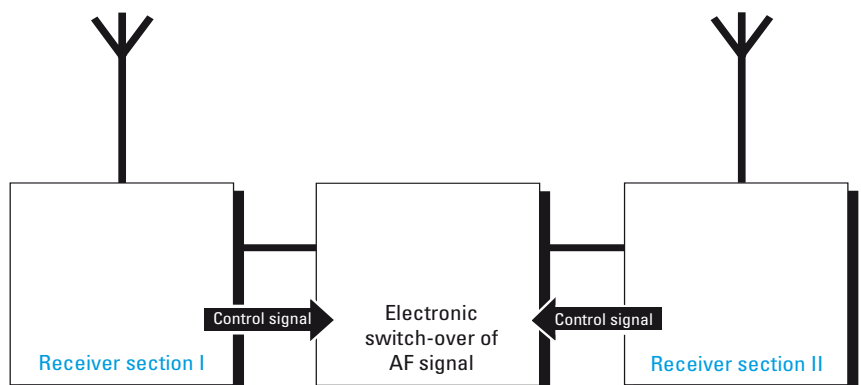 Control signal
Control signal
Electronic
switch-over of
AF signal
Receiver section I
Receiver section II